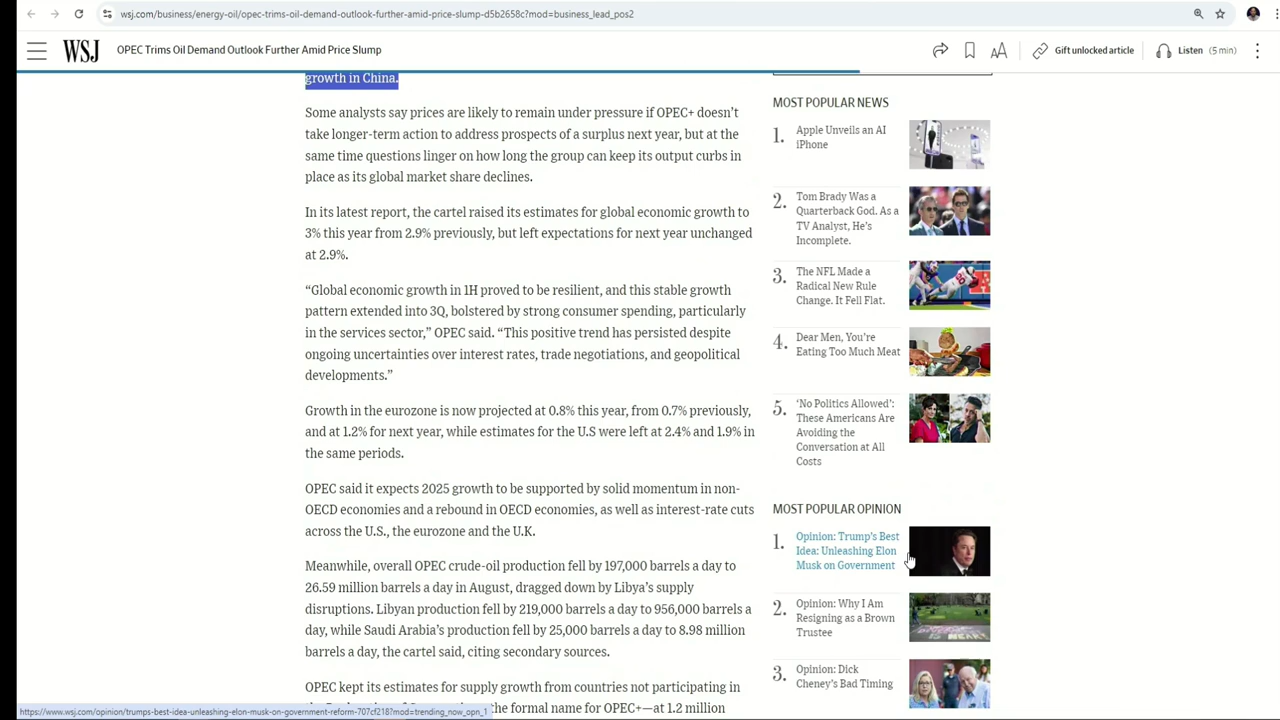 wsj.com/business/energy-oil/opec-trims-oil-demand-outlook-further-amid-price-slump-d5b2658c?mod=business_lead_pos2
WSJ
OPEC Trims Oil Demand Outlook Further Amid Price Slump
AA
Gift unlocked article
Listen (5 min)
growth in China.
Some analysts say prices are likely to remain under pressure if OPEC+ doesn’t
take longer-term action to address prospects of a surplus next year, but at the
same time questions linger on how long the group can keep its output curbs in
place as its global market share declines.
In its latest report, the cartel raised its estimates for global economic growth to
3% this year from 2.9% previously, but left expectations for next year unchanged
at 2.9%.
“Global economic growth in 1H proved to be resilient, and this stable growth
pattern extended into 3Q, bolstered by strong consumer spending, particularly
in the services sector,” OPEC said. “This positive trend has persisted despite
ongoing uncertainties over interest rates, trade negotiations, and geopolitical
developments.”
Growth in the eurozone is now projected at 0.8% this year, from 0.7% previously,
and at 1.2% for next year, while estimates for the U.S were left at 2.4% and 1.9% in
the same periods.
OPEC said it expects 2025 growth to be supported by solid momentum in non-
OECD economies and a rebound in OECD economies, as well as interest-rate cuts
across the U.S., the eurozone and the U.K.
Meanwhile, overall OPEC crude-oil production fell by 197,000 barrels a day to
26.59 million barrels a day in August, dragged down by Libya’s supply
disruptions. Libyan production fell by 219,000 barrels a day to 956,000 barrels a
day, while Saudi Arabia’s production fell by 25,000 barrels a day to 8.98 million
barrels a day, the cartel said, citing secondary sources.
OPEC kept its estimates for supply growth from countries not participating in
the formal name for OPEC+—at 1.2 million
MOST POPULAR NEWS
1. Apple Unveils an AI
iPhone
2. Tom Brady Was a
Quarterback God. As a
TV Analyst, He’s
Incomplete.
3. The NFL Made a
Radical New Rule
Change. It Fell Flat.
4. Dear Men, You’re
Eating Too Much Meat
5. ‘No Politics Allowed’:
These Americans Are
Avoiding the
Conversation at All
Costs
MOST POPULAR OPINION
1. Opinion: Trump’s Best
Idea: Unleashing Elon
Musk on Government
2. Opinion: Why I Am
Resigning as a Brown
Trustee
3. Opinion: Dick
Cheney’s Bad Timing
https://www.wsj.com/opinion/trumps-best-idea-unleashing-elon-musk-on-government-reform-707cf218?mod=trending_now_opn_1